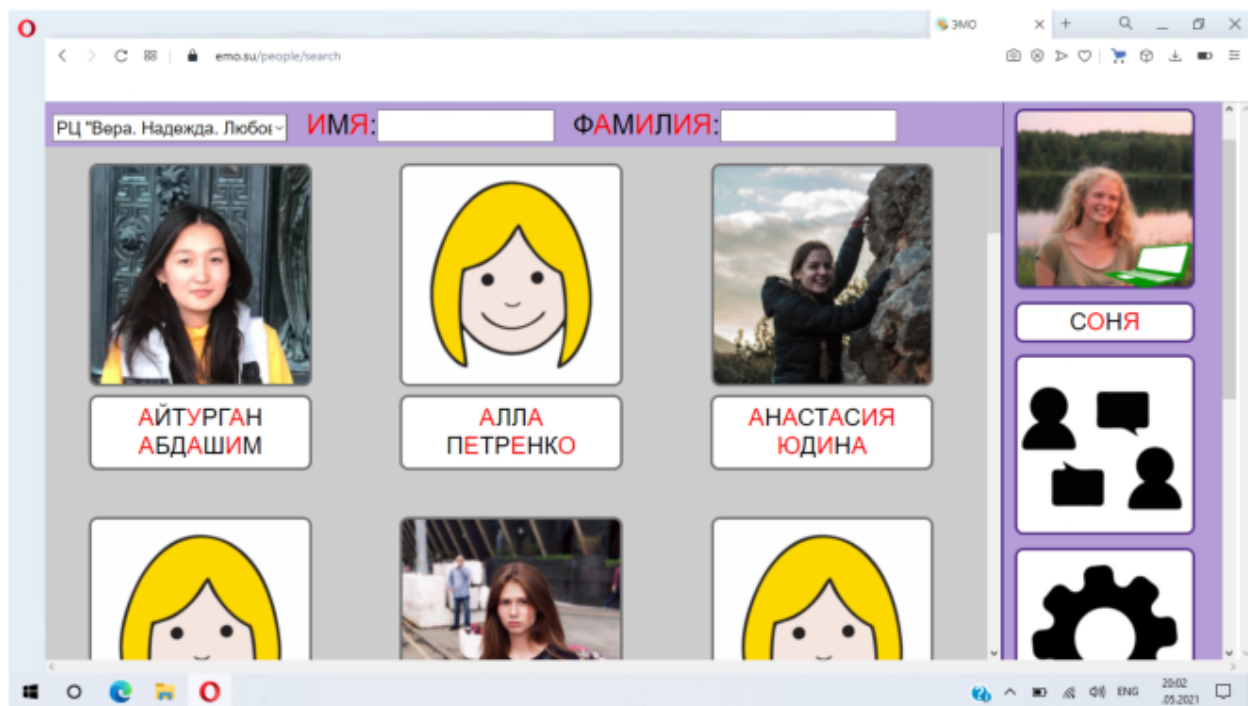 ЭМО
emo.su/people/search
РЦ "Вера. Надежда. Любов
ИМЯ:
ФАМИЛИЯ:
СОНЯ
АЙТУРГАН
АБДАШИМ
АЛЛА
ПЕТРЕНКО
АНАСТАСИЯ
ЮДИНА
ENG
20:02
.05.2021